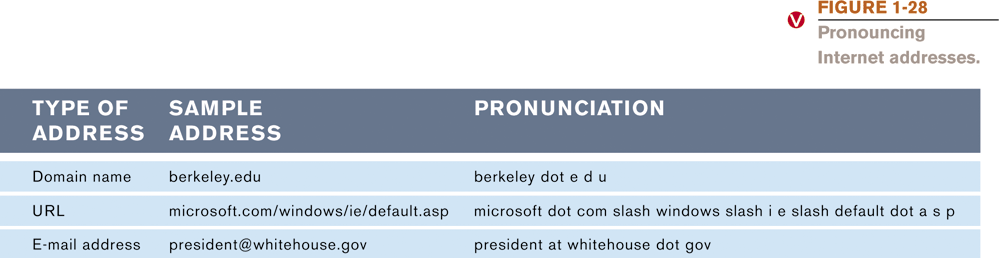 FIGURE 1-28
Pronouncing
Internet addresses.
TYPE OF ADDRESS SAMPLE ADDRESS PRONUNCIATION
Domain name berkeley.edu berkeley dot e d u
URL microsoft.com/windows/ie/default.asp microsoft dot com slash windows slash i e slash default dot a s p
E-mail address president@whitehouse.gov president at whitehouse dot gov